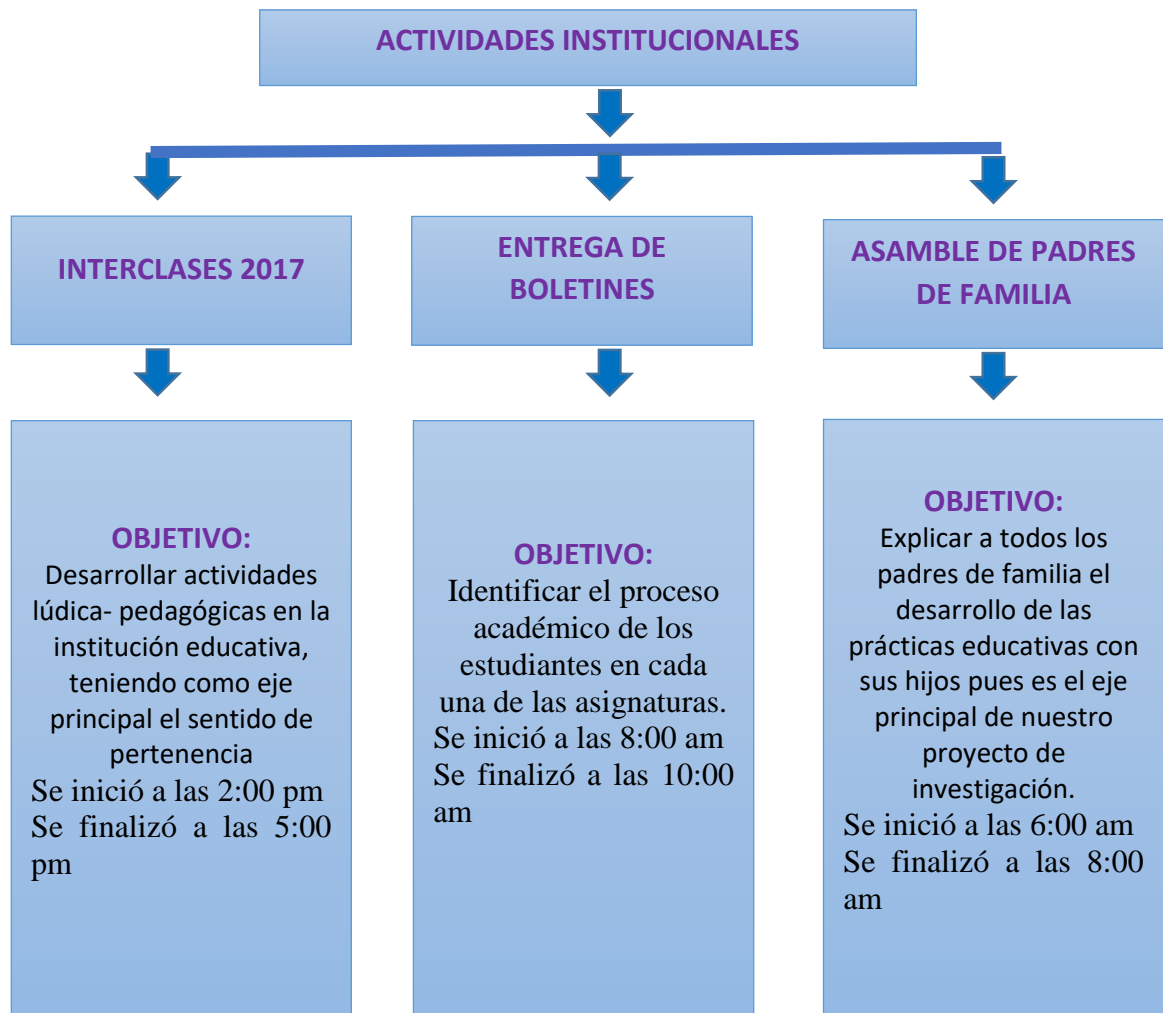 ACTIVIDADES INSTITUCIONALES
INTERCLASES 2017
OBJETIVO:
Desarrollar actividades
lúdica- pedagógicas en la
institución educativa,
teniendo como eje
principal el sentido de
pertenencia
Se inició a las 2:00 pm
Se finalizó a las 5:00
pm
ENTREGA DE
BOLETINES
OBJETIVO:
Identificar el proceso
académico de los
estudiantes en cada
una de las asignaturas.
Se inició a las 8:00 am
Se finalizó a las 10:00
am
ASAMBLE DE PADRES
DE FAMILIA
OBJETIVO:
Explicar a todos los
padres de familia el
desarrollo de las
prácticas educativas con
sus hijos pues es el eje
principal de nuestro
proyecto de
investigación.
Se inició a las 6:00 am
Se finalizó a las 8:00
am